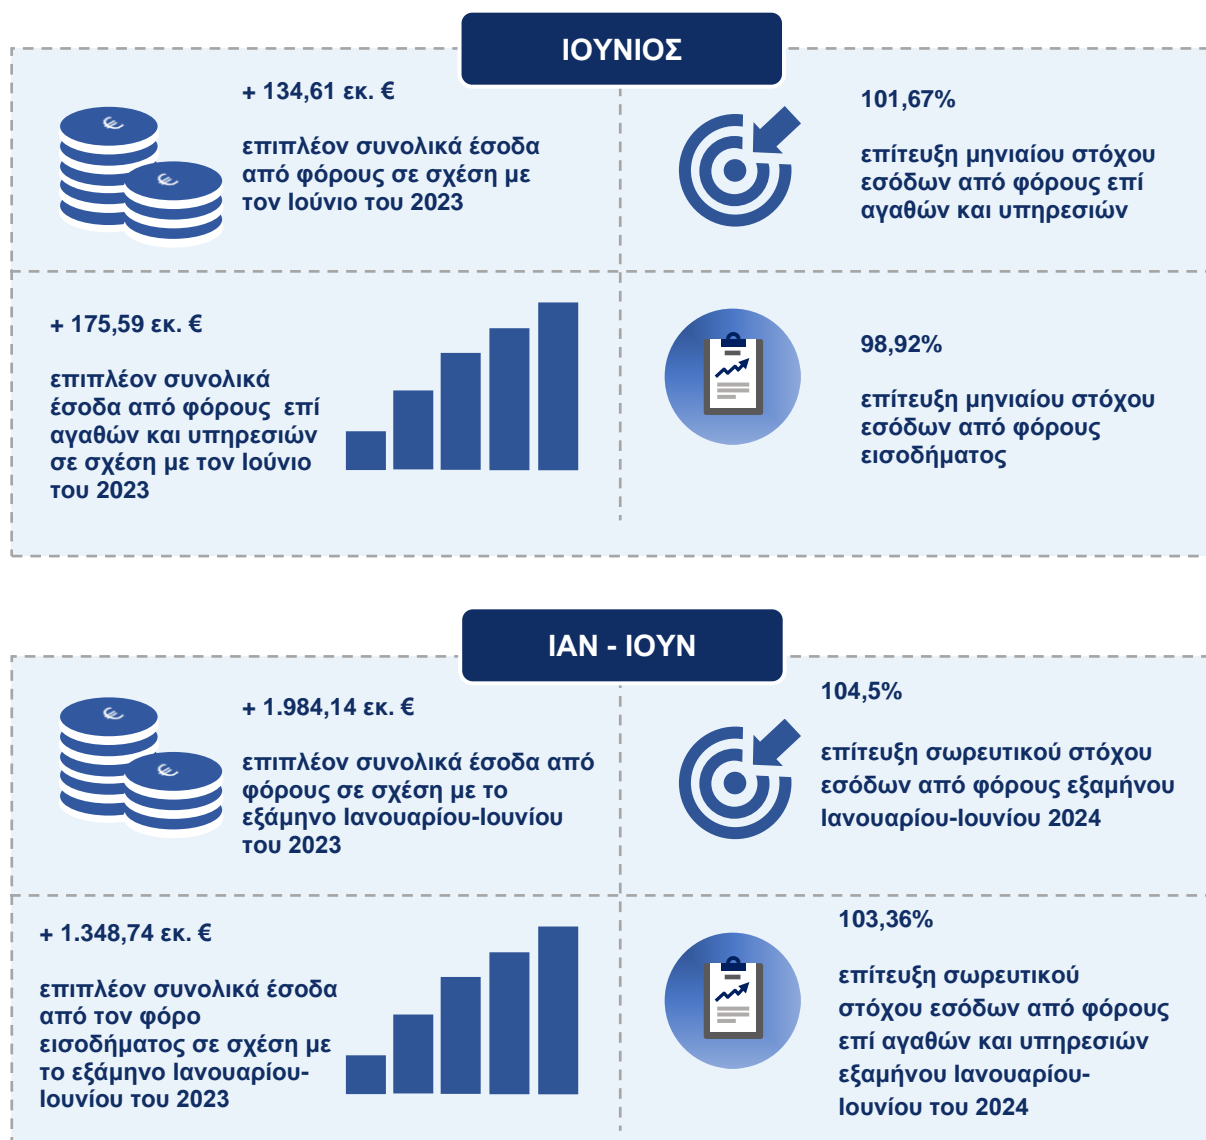 ΙΟΥΝΙΟΣ
+ 134,61 εκ. €
επιπλέον συνολικά έσοδα
από φόρους σε σχέση με
τον Ιούνιο του 2023
101,67%
επίτευξη μηνιαίου στόχου
εσόδων από φόρους επί
αγαθών και υπηρεσιών
+ 175,59 εκ. €
επιπλέον συνολικά
έσοδα από φόρους  επί
αγαθών και υπηρεσιών
σε σχέση με τον Ιούνιο
του 2023
98,92%
επίτευξη μηνιαίου στόχου
εσόδων από φόρους
εισοδήματος
ΙΑΝ - ΙΟΥΝ
+ 1.984,14 εκ. €
επιπλέον συνολικά έσοδα από
φόρους σε σχέση με το
εξάμηνο Ιανουαρίου-Ιουνίου
του 2023
104,5%
επίτευξη σωρευτικού στόχου
εσόδων από φόρους εξαμήνου
Ιανουαρίου-Ιουνίου 2024
+ 1.348,74 εκ. €
επιπλέον συνολικά έσοδα
από τον φόρο
εισοδήματος σε σχέση με
το εξάμηνο Ιανουαρίου-
Ιουνίου του 2023
103,36%
επίτευξη σωρευτικού
στόχου εσόδων από φόρους
επί αγαθών και υπηρεσιών
εξαμήνου Ιανουαρίου-
Ιουνίου του 2024